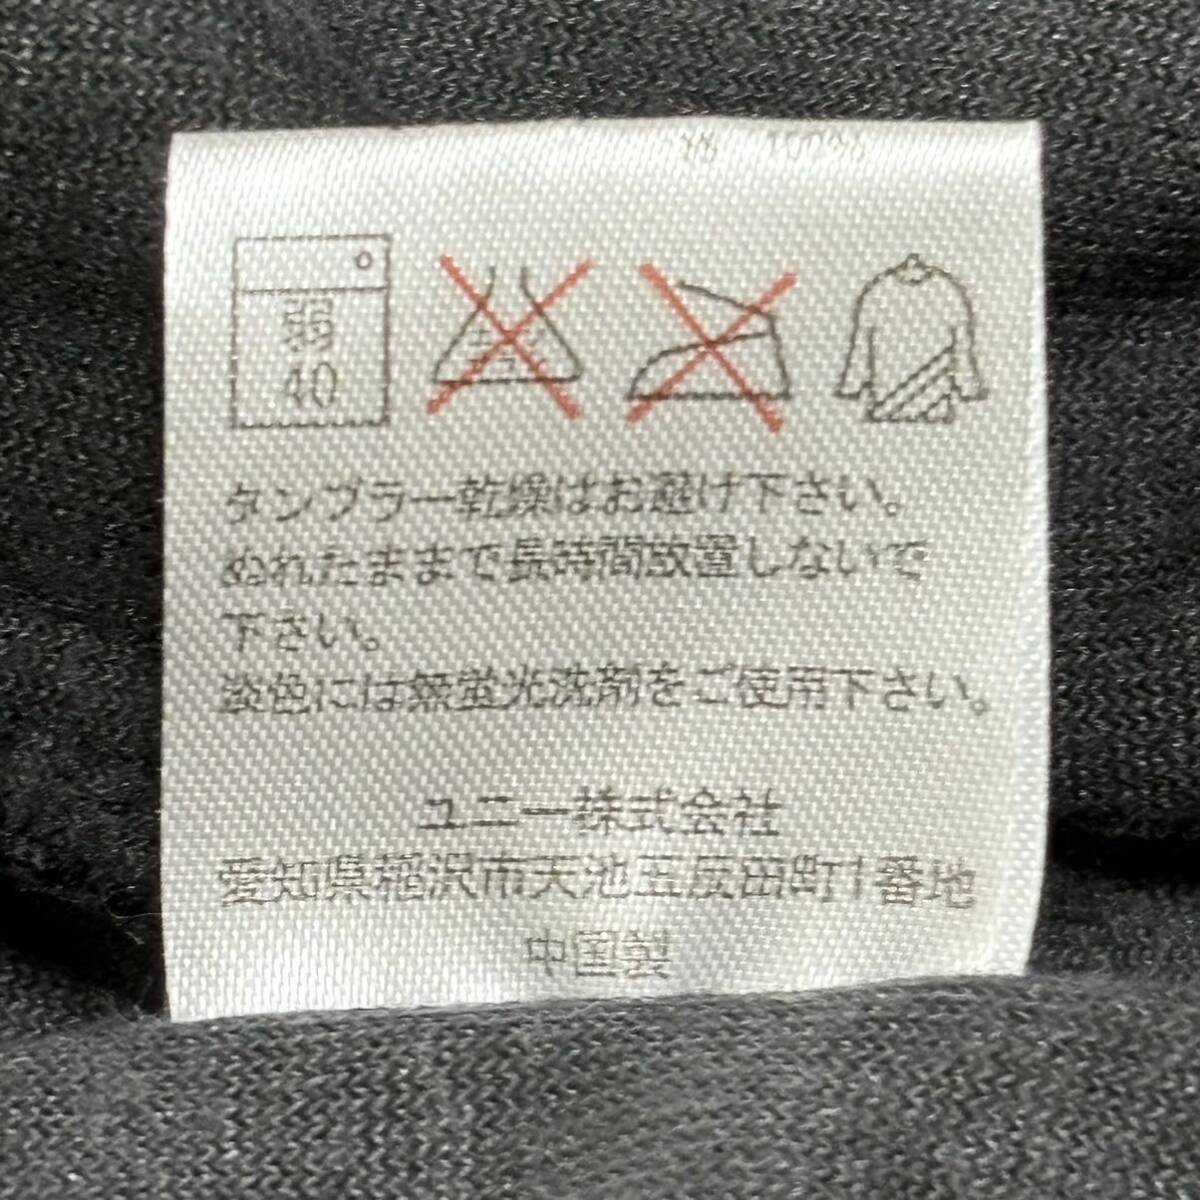 弱
40
タンブラー乾燥はお避け下さい。
ぬれたままで長時間放置しないで
下さい。
淡色には無蛍光洗剤をご使用下さい。
ユニー株式会社
愛知県稲沢市天池五反田町1番地
中国製